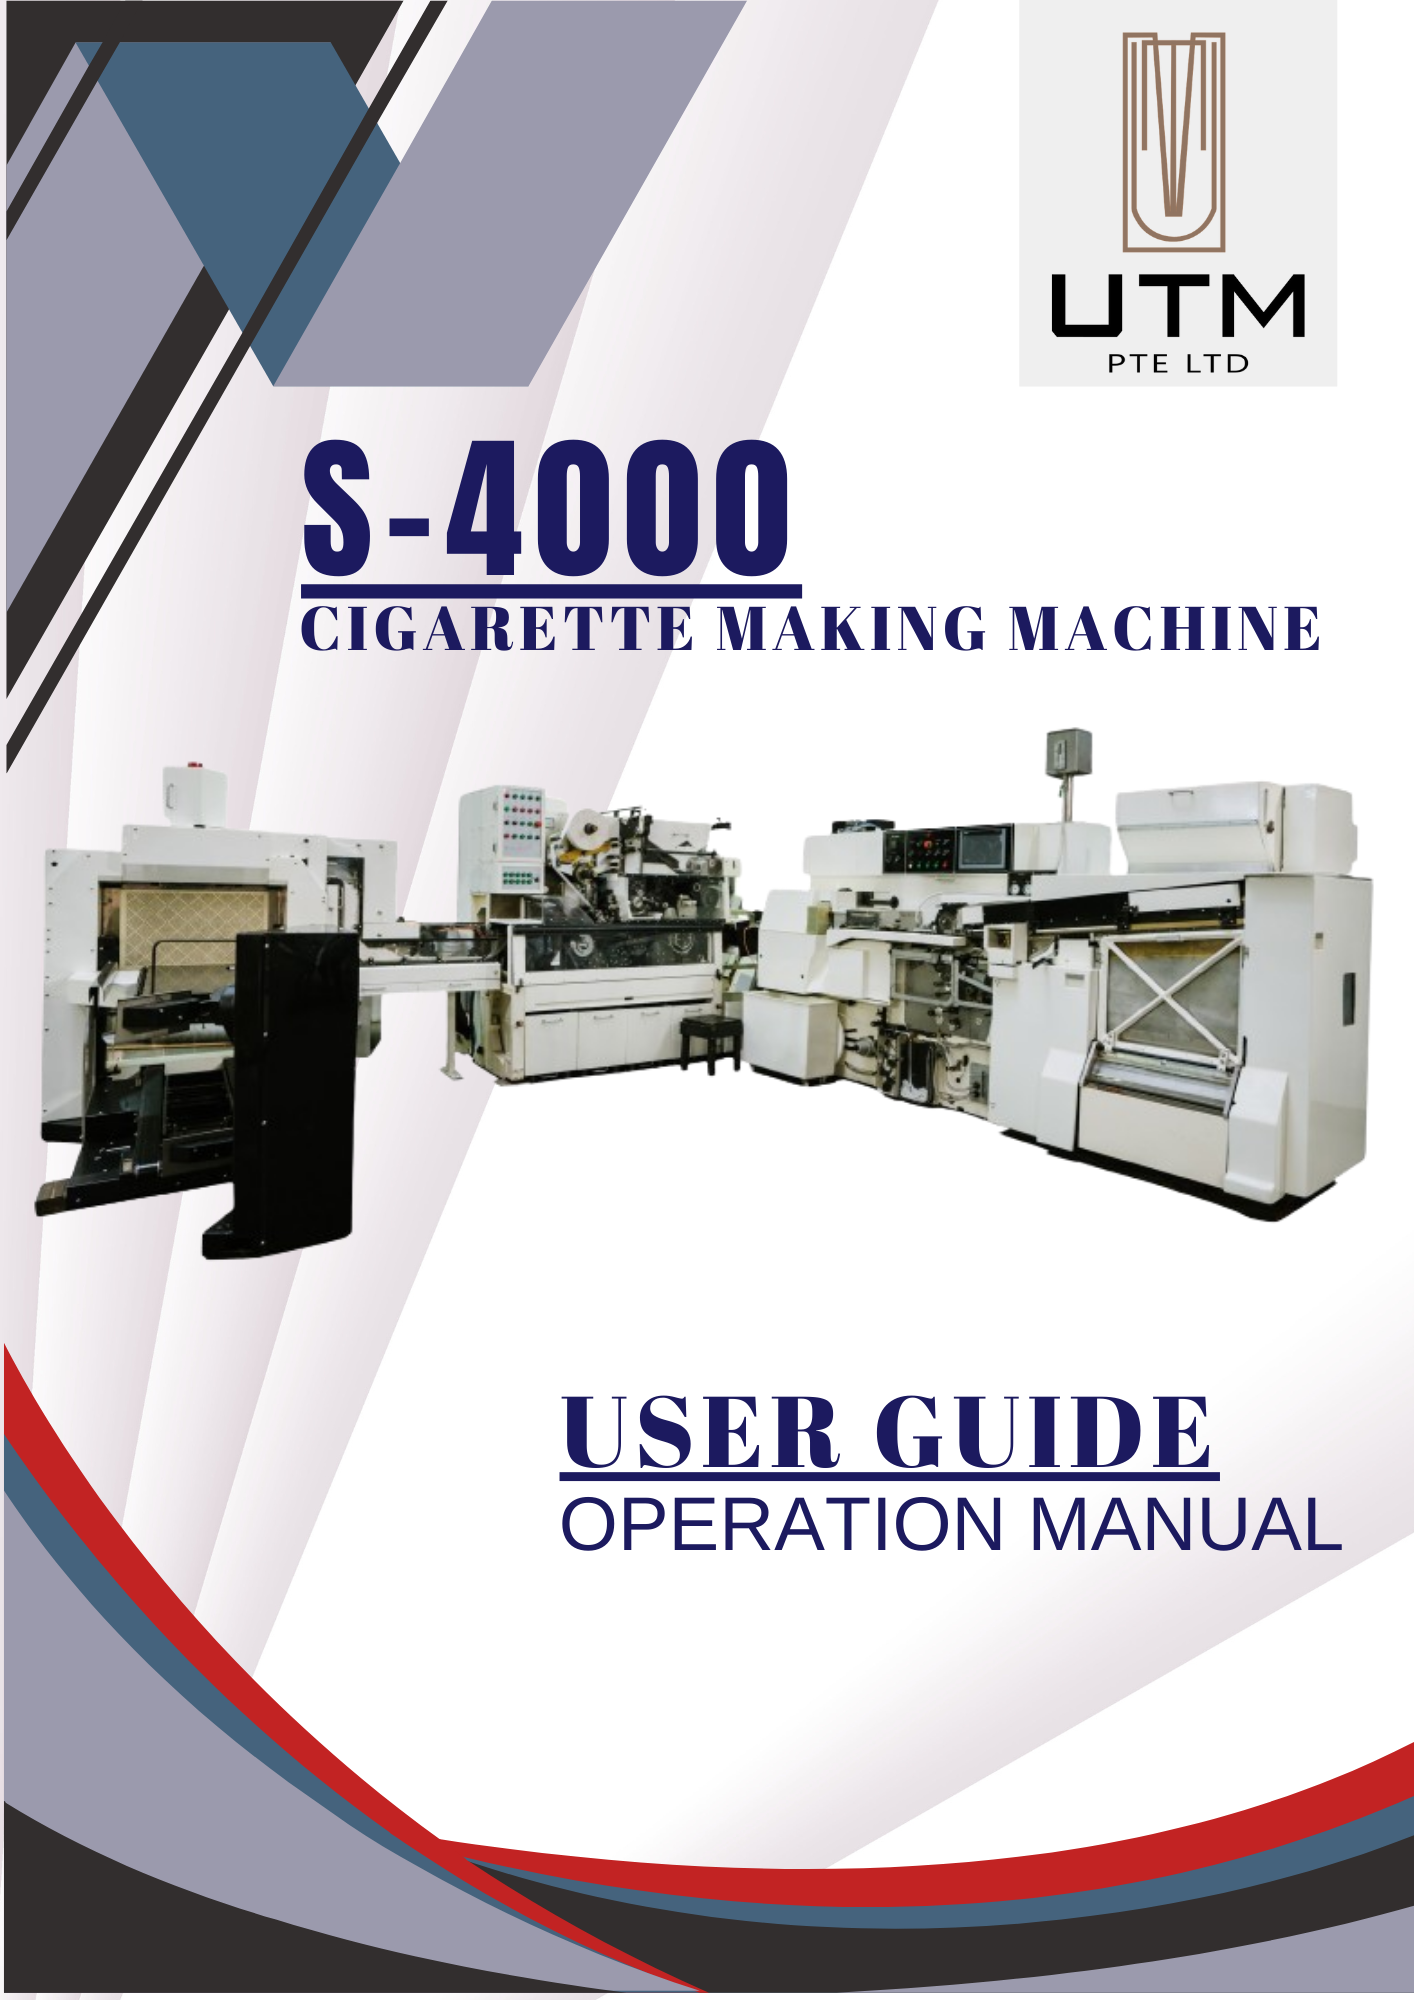 UTM
PTE LTD
S-4000
CIGARETTE MAKING MACHINE
USER GUIDE
OPERATION MANUAL